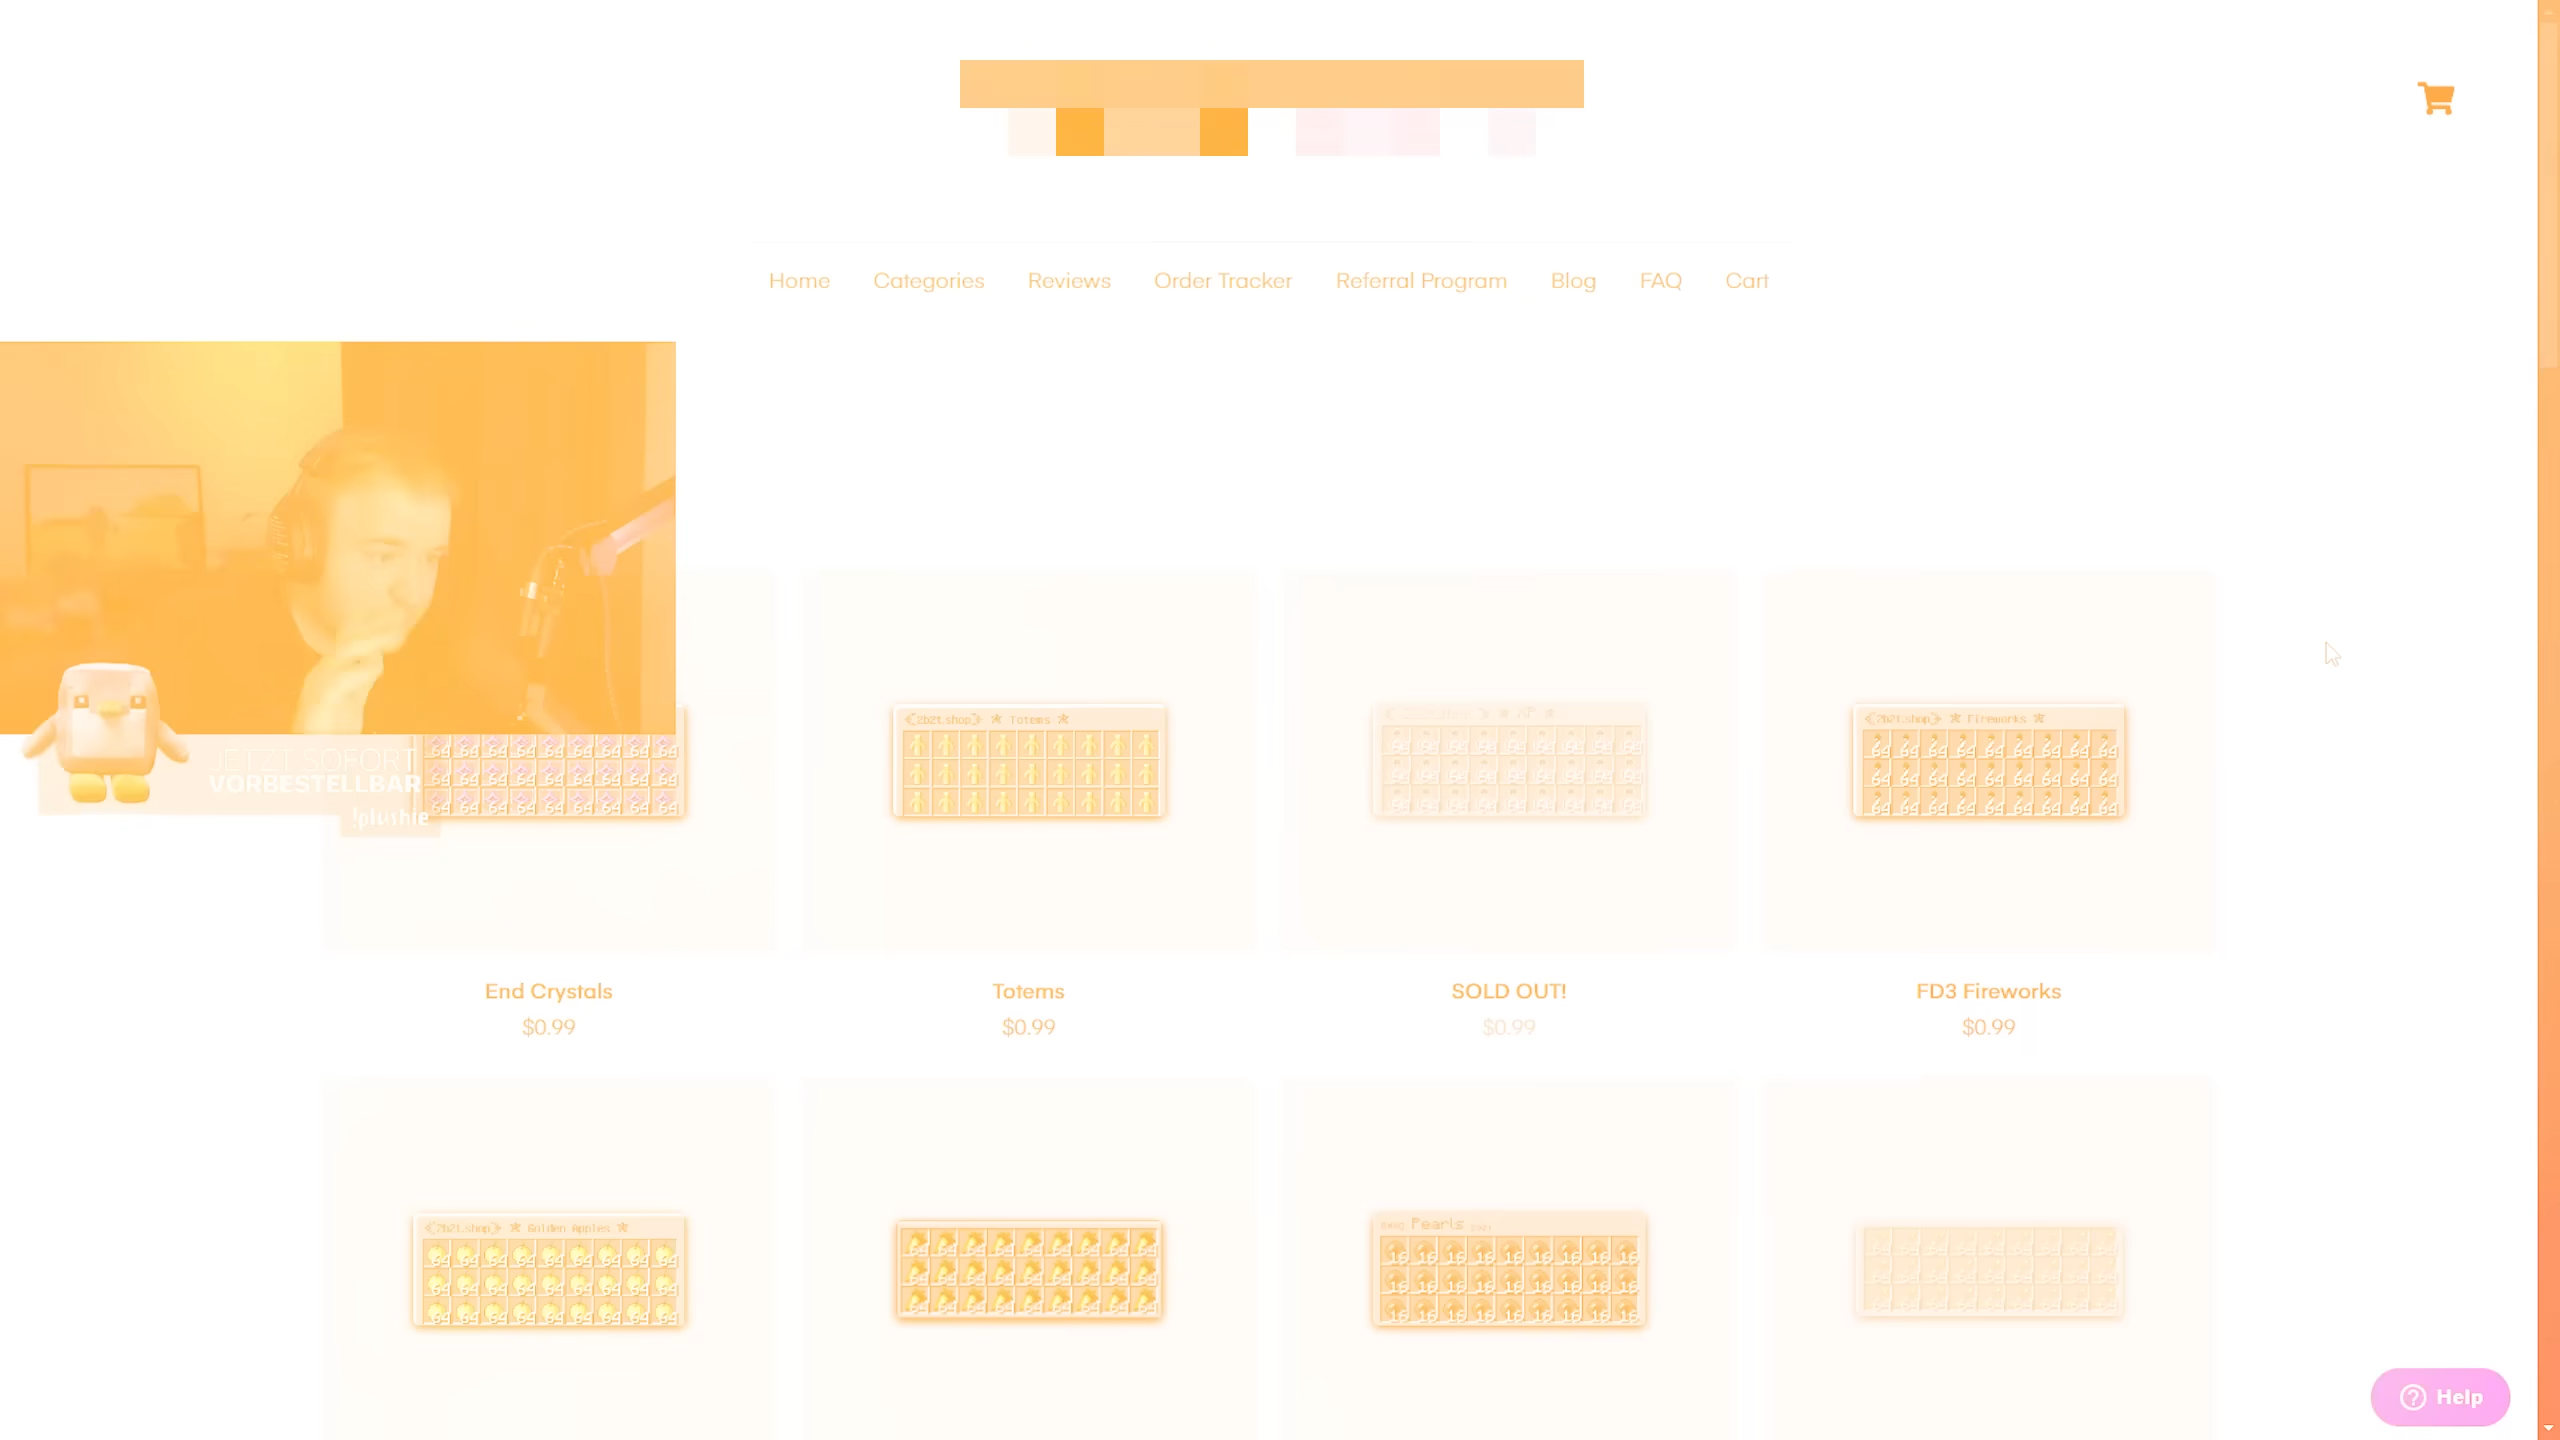 Home Categories Reviews Order Tracker Referral Program Blog FAQ Cart
JETZT SOFORT
VORBESTELLBAR
!plushie
2b2t.shop Totems
2b2t.shop Fireworks
End Crystals
$0.99
Totems
$0.99
SOLD OUT!
$0.99
FD3 Fireworks
$0.99
2b2t.shop Golden Apples
Pearls
Help